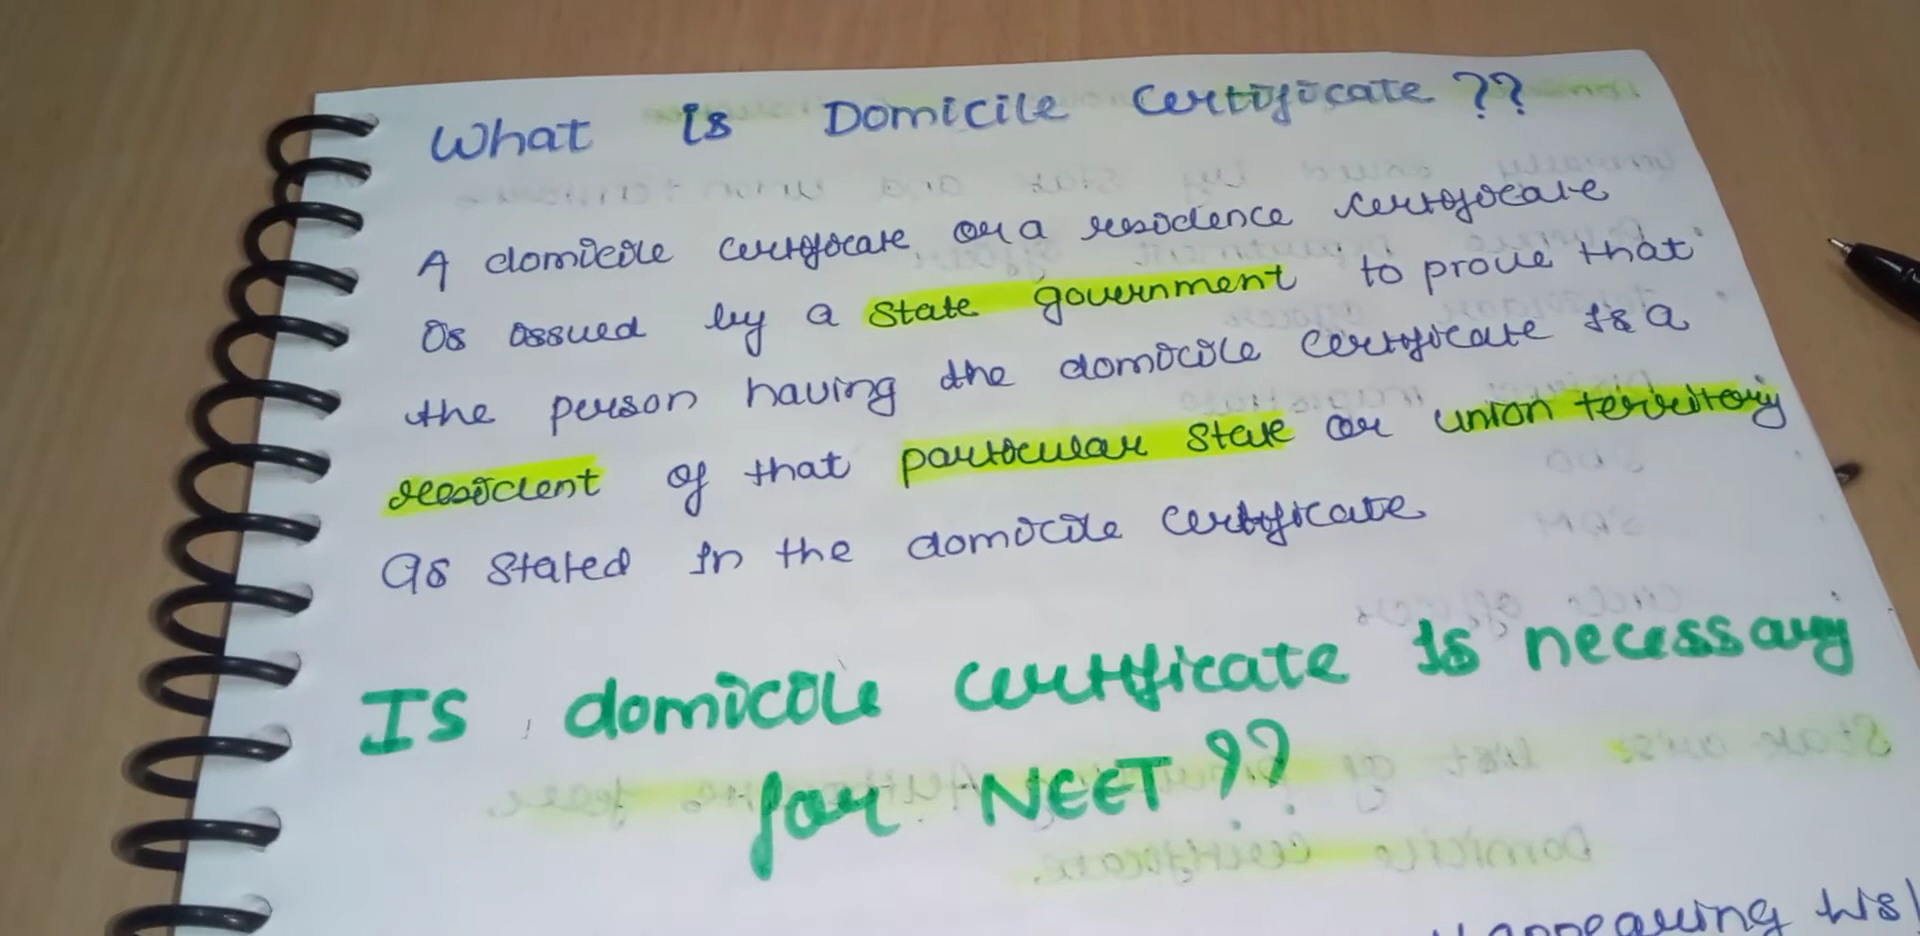 What is Domicile Certificate ??
A domicile certificate or a residence certificate
is issued by a state government to prove that
the person having the domicile certificate is a
resident of that particular state or union territory
as stated in the domicile certificate
Is domicile certificate is necessary
for NEET ??
appearing